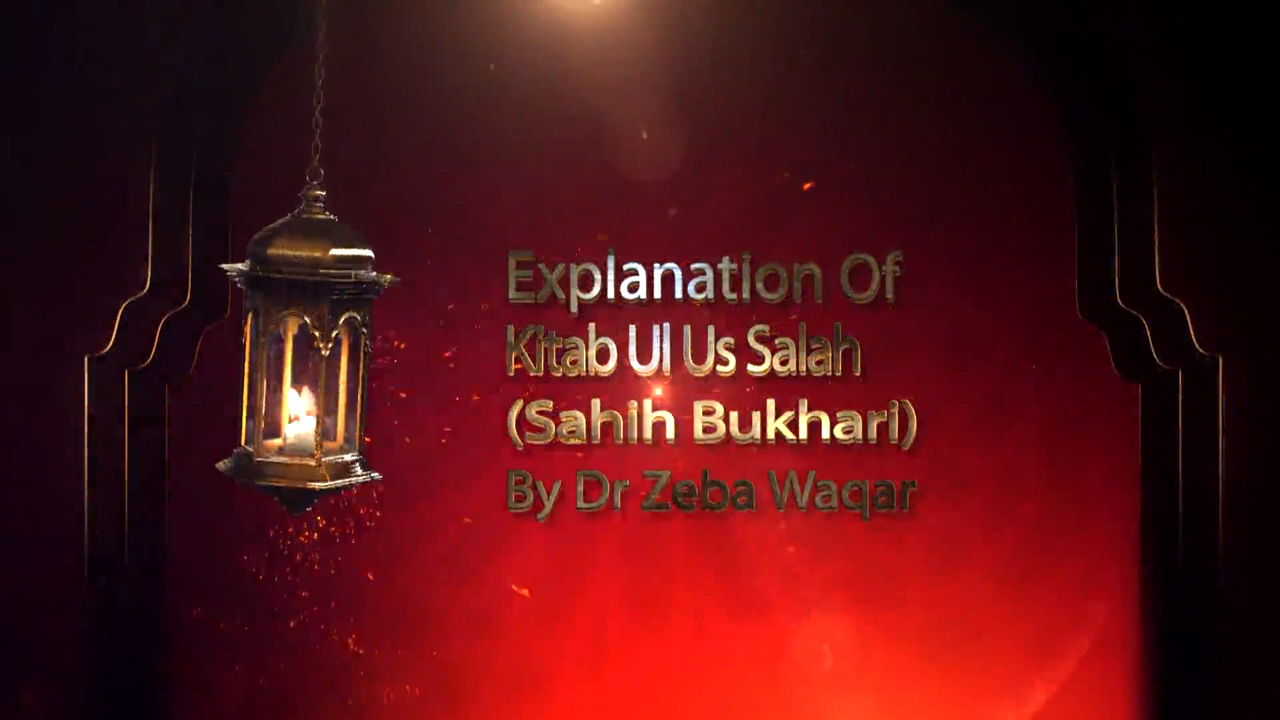 Explanation Of
Kitab Ul Us Salah
(Sahih Bukhari)
By Dr Zeba Waqar